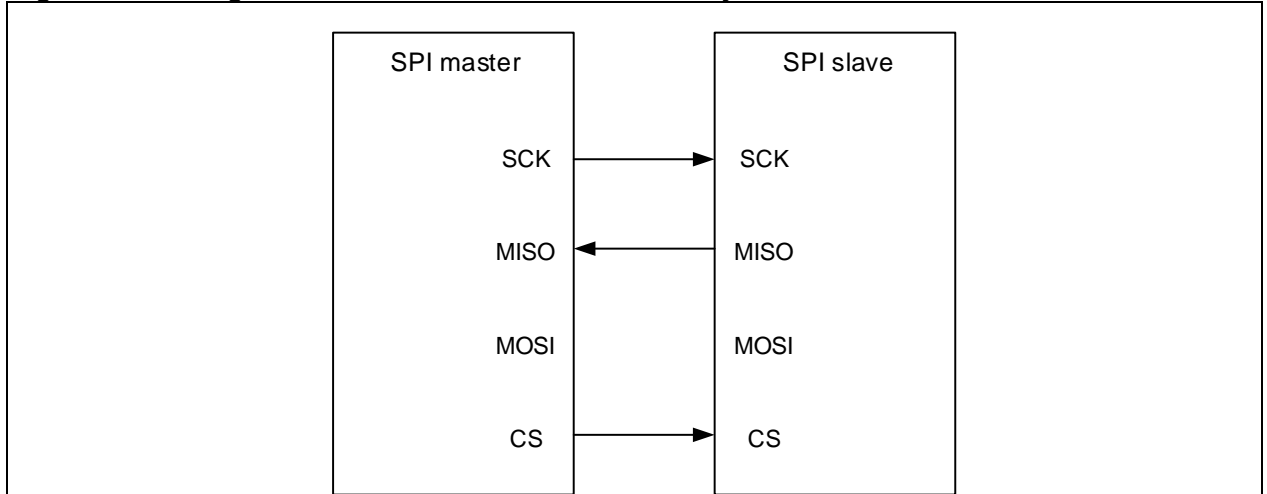 SPI master SPI slave
SCK SCK
MISO MISO
MOSI MOSI
CS CS